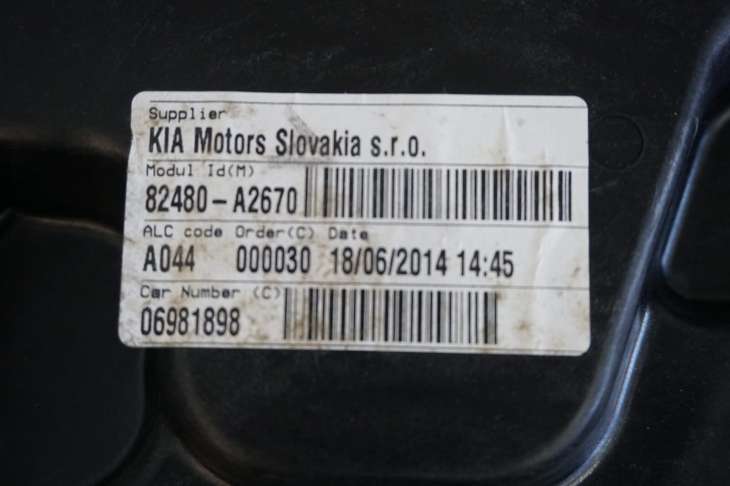 Supplier
KIA Motors Slovakia s.r.o.
Modul Id(M)
82480-A2670
ALC code Order(C) Date
A044 000030 18/06/2014 14:45
Car Number (C)
06981898